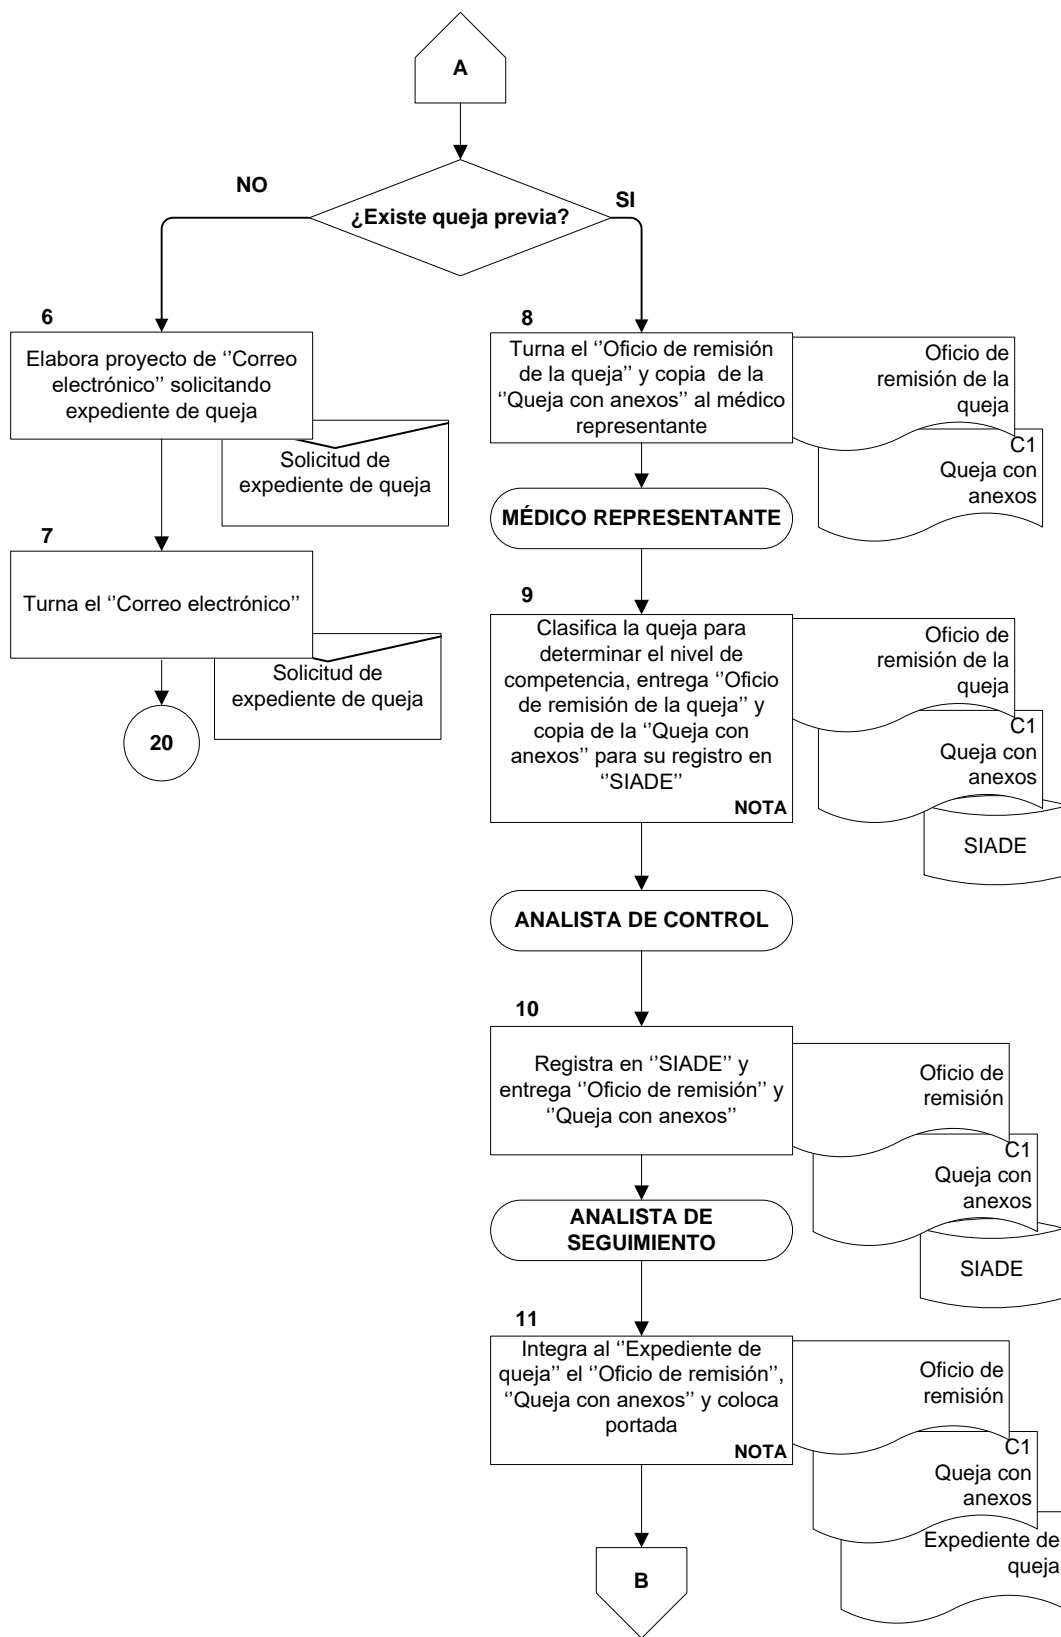 A
¿Existe queja previa?
NO
SI
6
Elabora proyecto de ‘’Correo
electrónico’’ solicitando
expediente de queja
Solicitud de
expediente de queja
7
Turna el ‘’Correo electrónico’’
Solicitud de
expediente de queja
20
8
Turna el ‘’Oficio de remisión
de la queja’’ y copia de la
‘’Queja con anexos’’ al médico
representante
Oficio de
remisión de la
queja
C1
Queja con
anexos
MÉDICO REPRESENTANTE
9
Clasifica la queja para
determinar el nivel de
competencia, entrega ‘’Oficio
de remisión de la queja’’ y
copia de la ‘’Queja con
anexos’’ para su registro en
‘’SIADE’’
NOTA
Oficio de
remisión de la
queja
C1
Queja con
anexos
SIADE
ANALISTA DE CONTROL
10
Registra en ‘’SIADE’’ y
entrega ‘’Oficio de remisión’’ y
‘’Queja con anexos’’
Oficio de
remisión
C1
Queja con
anexos
SIADE
ANALISTA DE
SEGUIMIENTO
11
Integra al ‘’Expediente de
queja’’ el ‘’Oficio de remisión’’,
‘’Queja con anexos’’ y coloca
portada
NOTA
Oficio de
remisión
C1
Queja con
anexos
Expediente de
queja
B